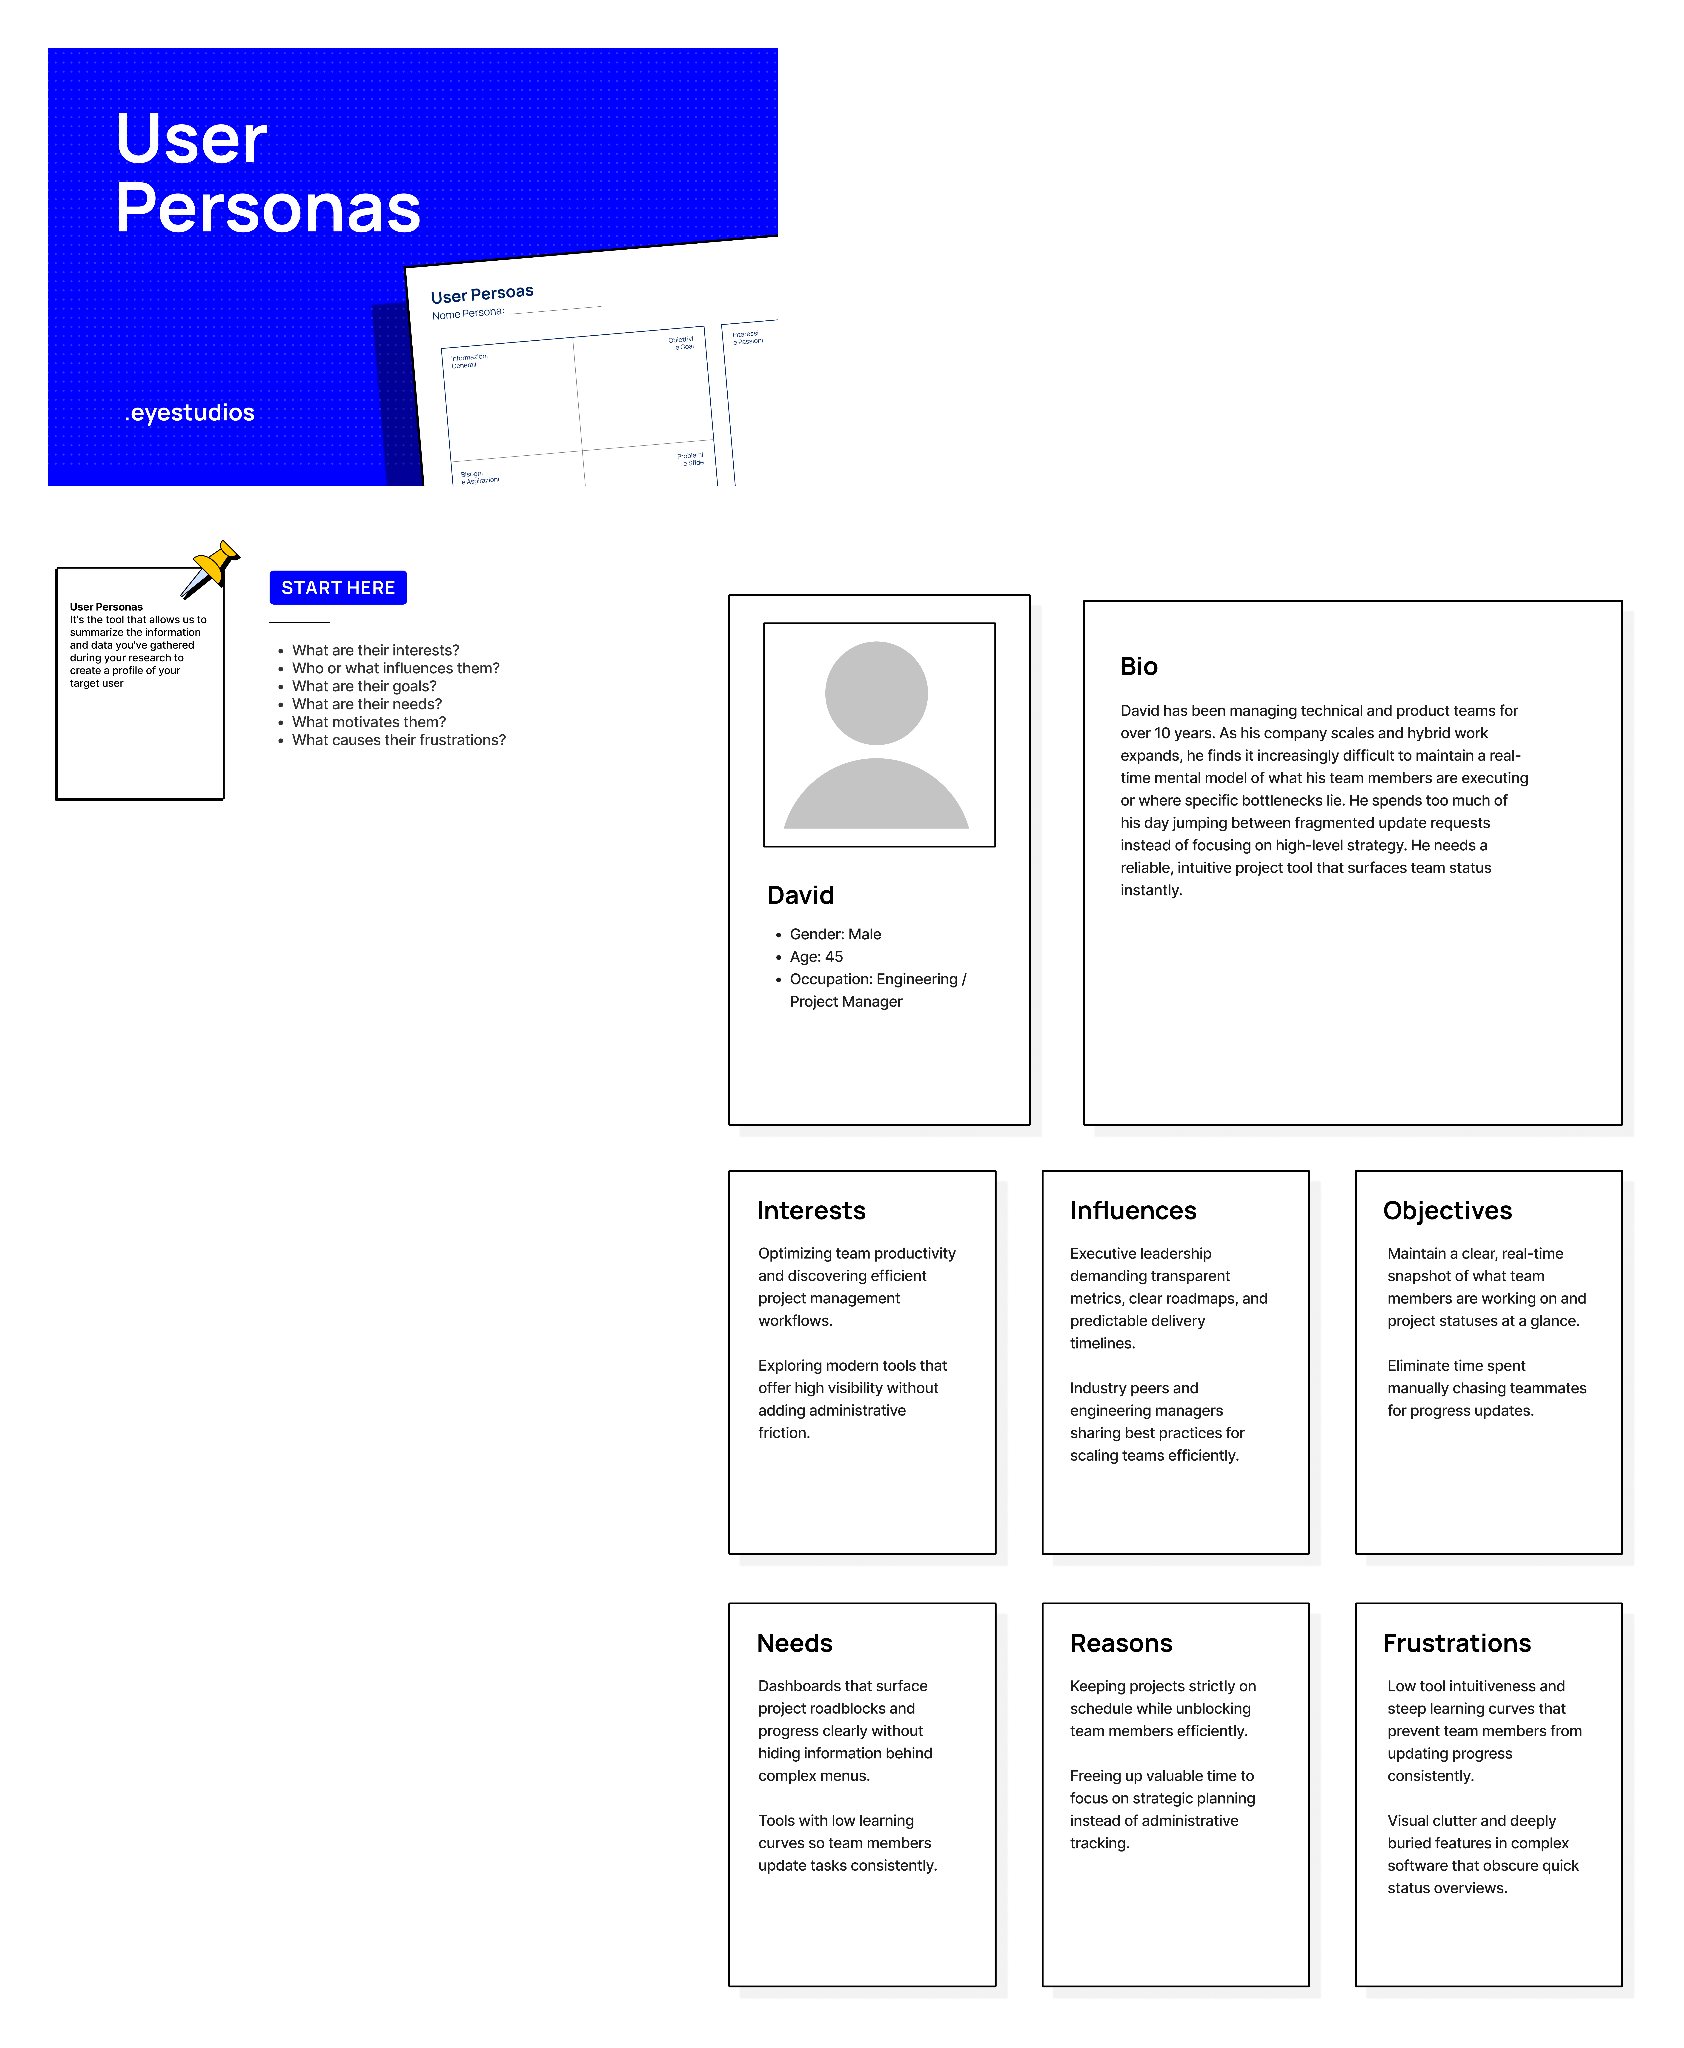 User
Personas
.eyestudios
User Persoas
Nome Persona:
Informazioni
Generali
Obiettivi
e Goal
Interessi
e Passioni
Bisogni
e Aspirazioni
Problemi
e Sfide
User Personas
It's the tool that allows us to
summarize the information
and data you've gathered
during your research to
create a profile of your
target user
START HERE
• What are their interests?
• Who or what influences them?
• What are their goals?
• What are their needs?
• What motivates them?
• What causes their frustrations?
David
• Gender: Male
• Age: 45
• Occupation: Engineering /
Project Manager
Bio
David has been managing technical and product teams for
over 10 years. As his company scales and hybrid work
expands, he finds it increasingly difficult to maintain a real-
time mental model of what his team members are executing
or where specific bottlenecks lie. He spends too much of
his day jumping between fragmented update requests
instead of focusing on high-level strategy. He needs a
reliable, intuitive project tool that surfaces team status
instantly.
Interests
Optimizing team productivity
and discovering efficient
project management
workflows.
Exploring modern tools that
offer high visibility without
adding administrative
friction.
Influences
Executive leadership
demanding transparent
metrics, clear roadmaps, and
predictable delivery
timelines.
Industry peers and
engineering managers
sharing best practices for
scaling teams efficiently.
Objectives
Maintain a clear, real-time
snapshot of what team
members are working on and
project statuses at a glance.
Eliminate time spent
manually chasing teammates
for progress updates.
Needs
Dashboards that surface
project roadblocks and
progress clearly without
hiding information behind
complex menus.
Tools with low learning
curves so team members
update tasks consistently.
Reasons
Keeping projects strictly on
schedule while unblocking
team members efficiently.
Freeing up valuable time to
focus on strategic planning
instead of administrative
tracking.
Frustrations
Low tool intuitiveness and
steep learning curves that
prevent team members from
updating progress
consistently.
Visual clutter and deeply
buried features in complex
software that obscure quick
status overviews.